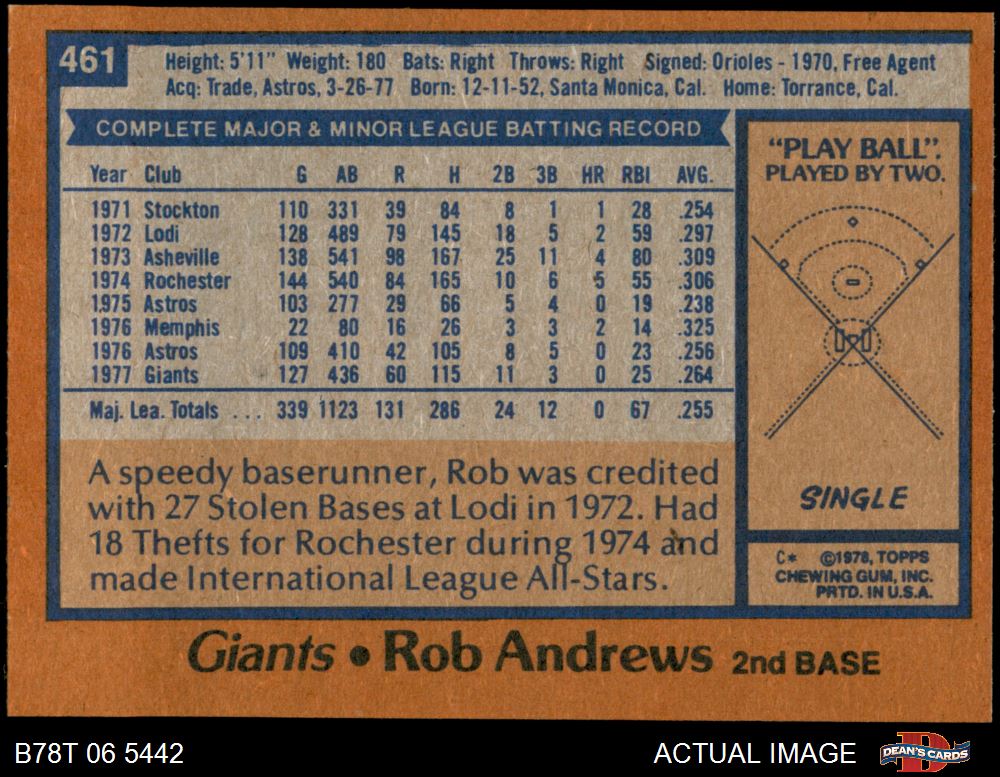 461
Height: 5'11" Weight: 180 Bats: Right Throws: Right Signed: Orioles - 1970, Free Agent
Acq: Trade, Astros, 3-26-77 Born: 12-11-52, Santa Monica, Cal. Home: Torrance, Cal.
COMPLETE MAJOR & MINOR LEAGUE BATTING RECORD
Year Club G AB R H 2B 3B HR RBI AVG.
1971 Stockton 110 331 39 84 8 1 1 28 .254
1972 Lodi 128 489 79 145 18 5 2 59 .297
1973 Asheville 138 541 98 167 25 11 4 80 .309
1974 Rochester 144 540 84 165 10 6 5 55 .306
1975 Astros 103 277 29 66 5 4 0 19 .238
1976 Memphis 22 80 16 26 3 3 2 14 .325
1976 Astros 109 410 42 105 8 5 0 23 .256
1977 Giants 127 436 60 115 11 3 0 25 .264
Maj. Lea. Totals ... 339 1123 131 286 24 12 0 67 .255
A speedy baserunner, Rob was credited
with 27 Stolen Bases at Lodi in 1972. Had
18 Thefts for Rochester during 1974 and
made International League All-Stars.
"PLAY BALL".
PLAYED BY TWO.
SINGLE
C* ©1978, TOPPS
CHEWING GUM, INC.
PRTD. IN U.S.A.
Giants • Rob Andrews 2nd BASE
B78T 06 5442
ACTUAL IMAGE
DEAN'S CARDS